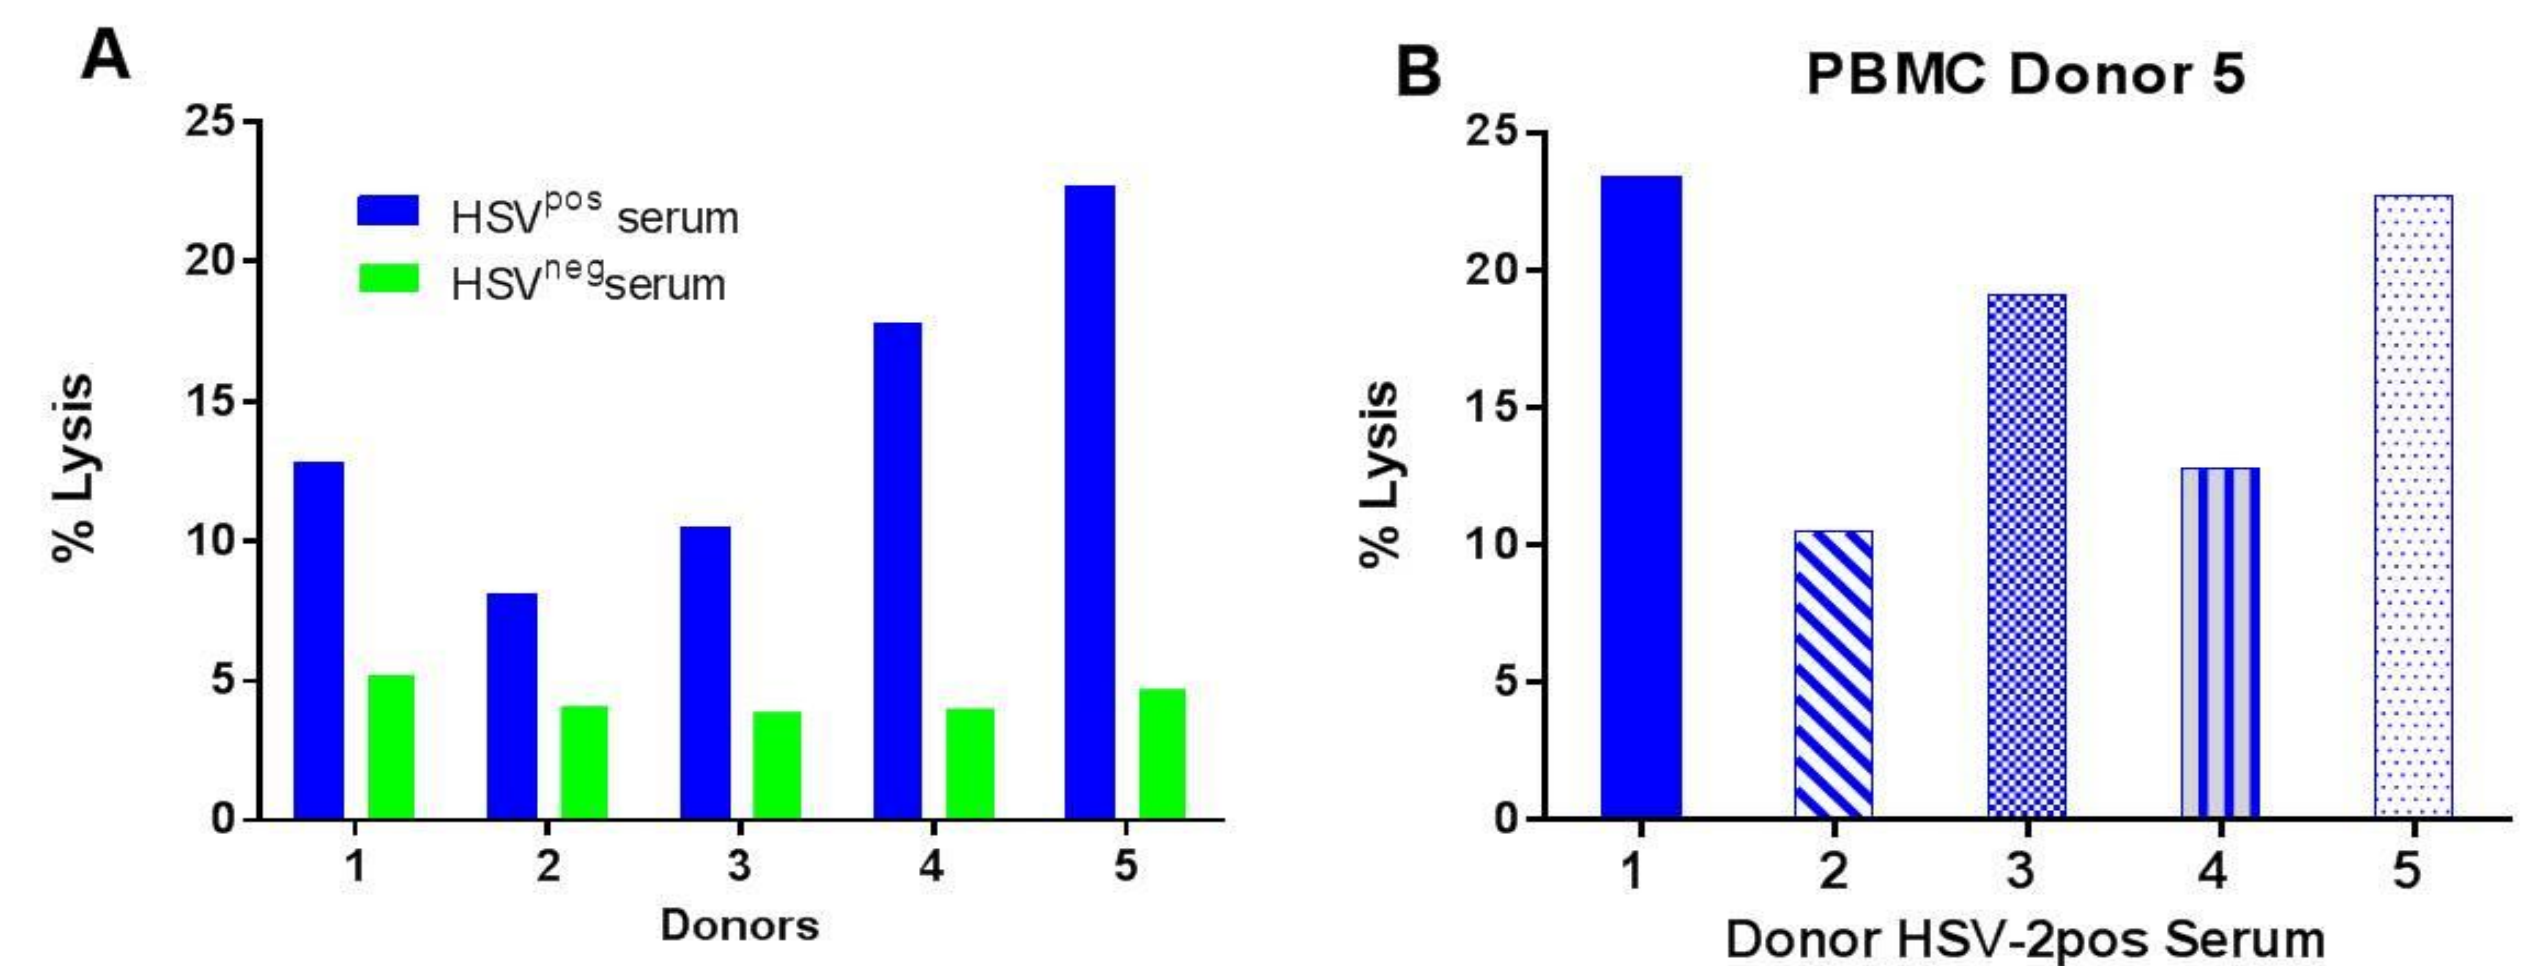 A
25
20
15
10
5
0
% Lysis
HSVpos serum
HSVnegserum
1 2 3 4 5
Donors
B
PBMC Donor 5
25
20
15
10
5
0
% Lysis
1 2 3 4 5
Donor HSV-2pos Serum